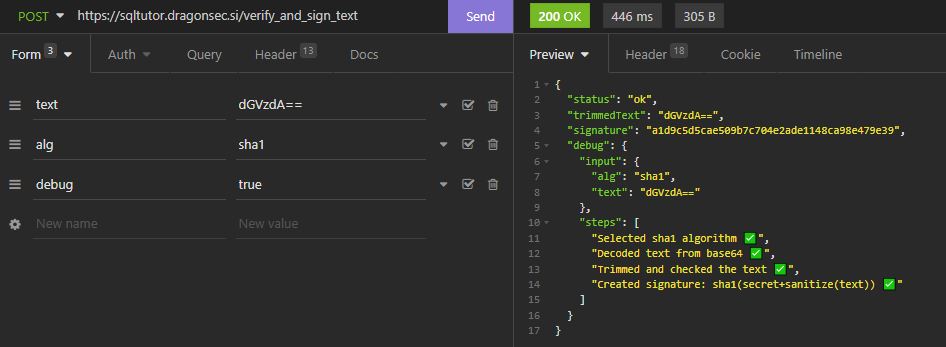 POST https://sqltutor.dragonsec.si/verify_and_sign_text Send 200 OK 446 ms 305 B
Form 3 Auth Query Header 13 Docs
Preview Header 18 Cookie Timeline
text dGVzdA==
alg sha1
debug true
New name New value
1 {
2 "status": "ok",
3 "trimmedText": "dGVzdA==",
4 "signature": "a1d9c5d5cae509b7c704e2ade1148ca98e479e39",
5 "debug": {
6 "input": {
7 "alg": "sha1",
8 "text": "dGVzdA=="
9 },
10 "steps": [
11 "Selected sha1 algorithm ✅",
12 "Decoded text from base64 ✅",
13 "Trimmed and checked the text ✅",
14 "Created signature: sha1(secret+sanitize(text)) ✅"
15 ]
16 }
17 }